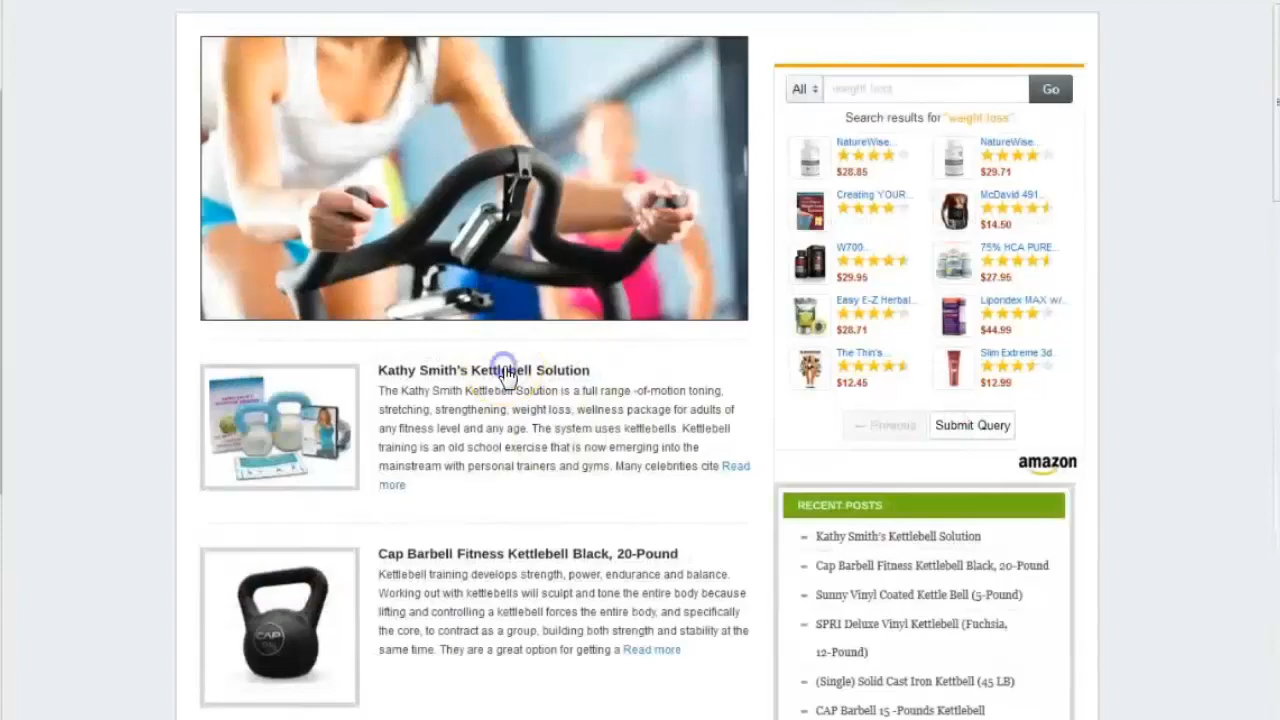 All
weight loss
Go
Search results for "weight loss"
NatureWise...
$28.85
NatureWise...
$29.71
Creating YOUR...
McDavid 491...
$14.50
W700...
$29.95
75% HCA PURE...
$27.95
Easy E-Z Herbal...
$28.71
Liporidex MAX w/...
$44.99
The Thin's...
$12.45
Slim Extreme 3d...
$12.99
← Previous
Submit Query
amazon
Kathy Smith's Kettlebell Solution
The Kathy Smith Kettlebell Solution is a full range -of-motion toning,
stretching, strengthening, weight loss, wellness package for adults of
any fitness level and any age. The system uses kettlebells. Kettlebell
training is an old school exercise that is now emerging into the
mainstream with personal trainers and gyms. Many celebrities cite Read
more
Cap Barbell Fitness Kettlebell Black, 20-Pound
Kettlebell training develops strength, power, endurance and balance.
Working out with kettlebells will sculpt and tone the entire body because
lifting and controlling a kettlebell forces the entire body, and specifically
the core, to contract as a group, building both strength and stability at the
same time. They are a great option for getting a Read more
CAP
RECENT POSTS
Kathy Smith's Kettlebell Solution
Cap Barbell Fitness Kettlebell Black, 20-Pound
Sunny Vinyl Coated Kettle Bell (5-Pound)
SPRI Deluxe Vinyl Kettlebell (Fuchsia,
12-Pound)
(Single) Solid Cast Iron Kettbell (45 LB)
CAP Barbell 15 -Pounds Kettlebell